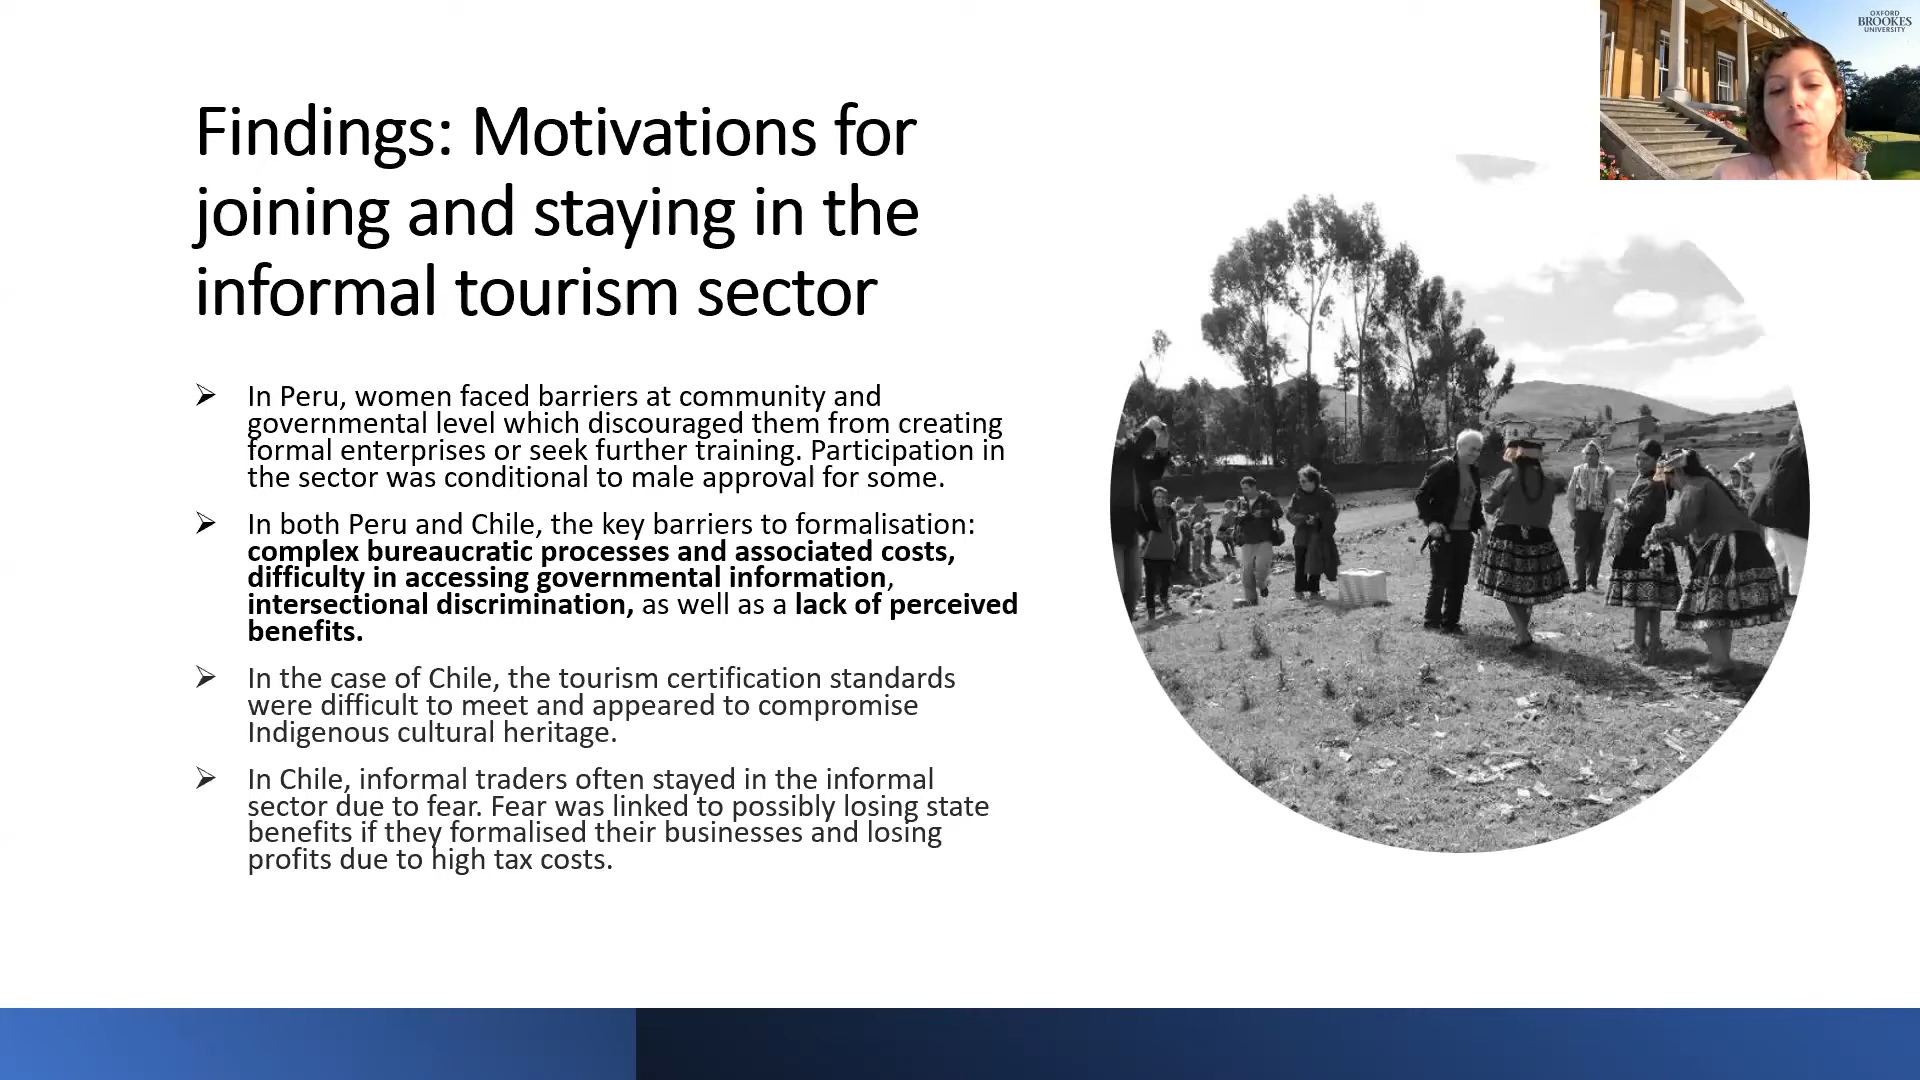 OXFORD
BROOKES
UNIVERSITY
Findings: Motivations for
joining and staying in the
informal tourism sector
In Peru, women faced barriers at community and
governmental level which discouraged them from creating
formal enterprises or seek further training. Participation in
the sector was conditional to male approval for some.
In both Peru and Chile, the key barriers to formalisation:
complex bureaucratic processes and associated costs,
difficulty in accessing governmental information,
intersectional discrimination, as well as a lack of perceived
benefits.
In the case of Chile, the tourism certification standards
were difficult to meet and appeared to compromise
Indigenous cultural heritage.
In Chile, informal traders often stayed in the informal
sector due to fear. Fear was linked to possibly losing state
benefits if they formalised their businesses and losing
profits due to high tax costs.